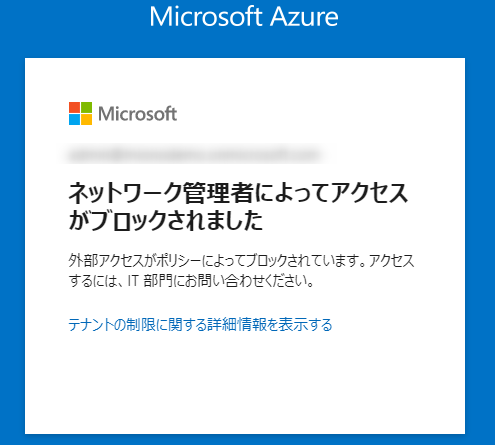 Microsoft Azure
Microsoft
ネットワーク管理者によってアクセス
がブロックされました
外部アクセスがポリシーによってブロックされています。アクセス
するには、IT 部門にお問い合わせください。
テナントの制限に関する詳細情報を表示する